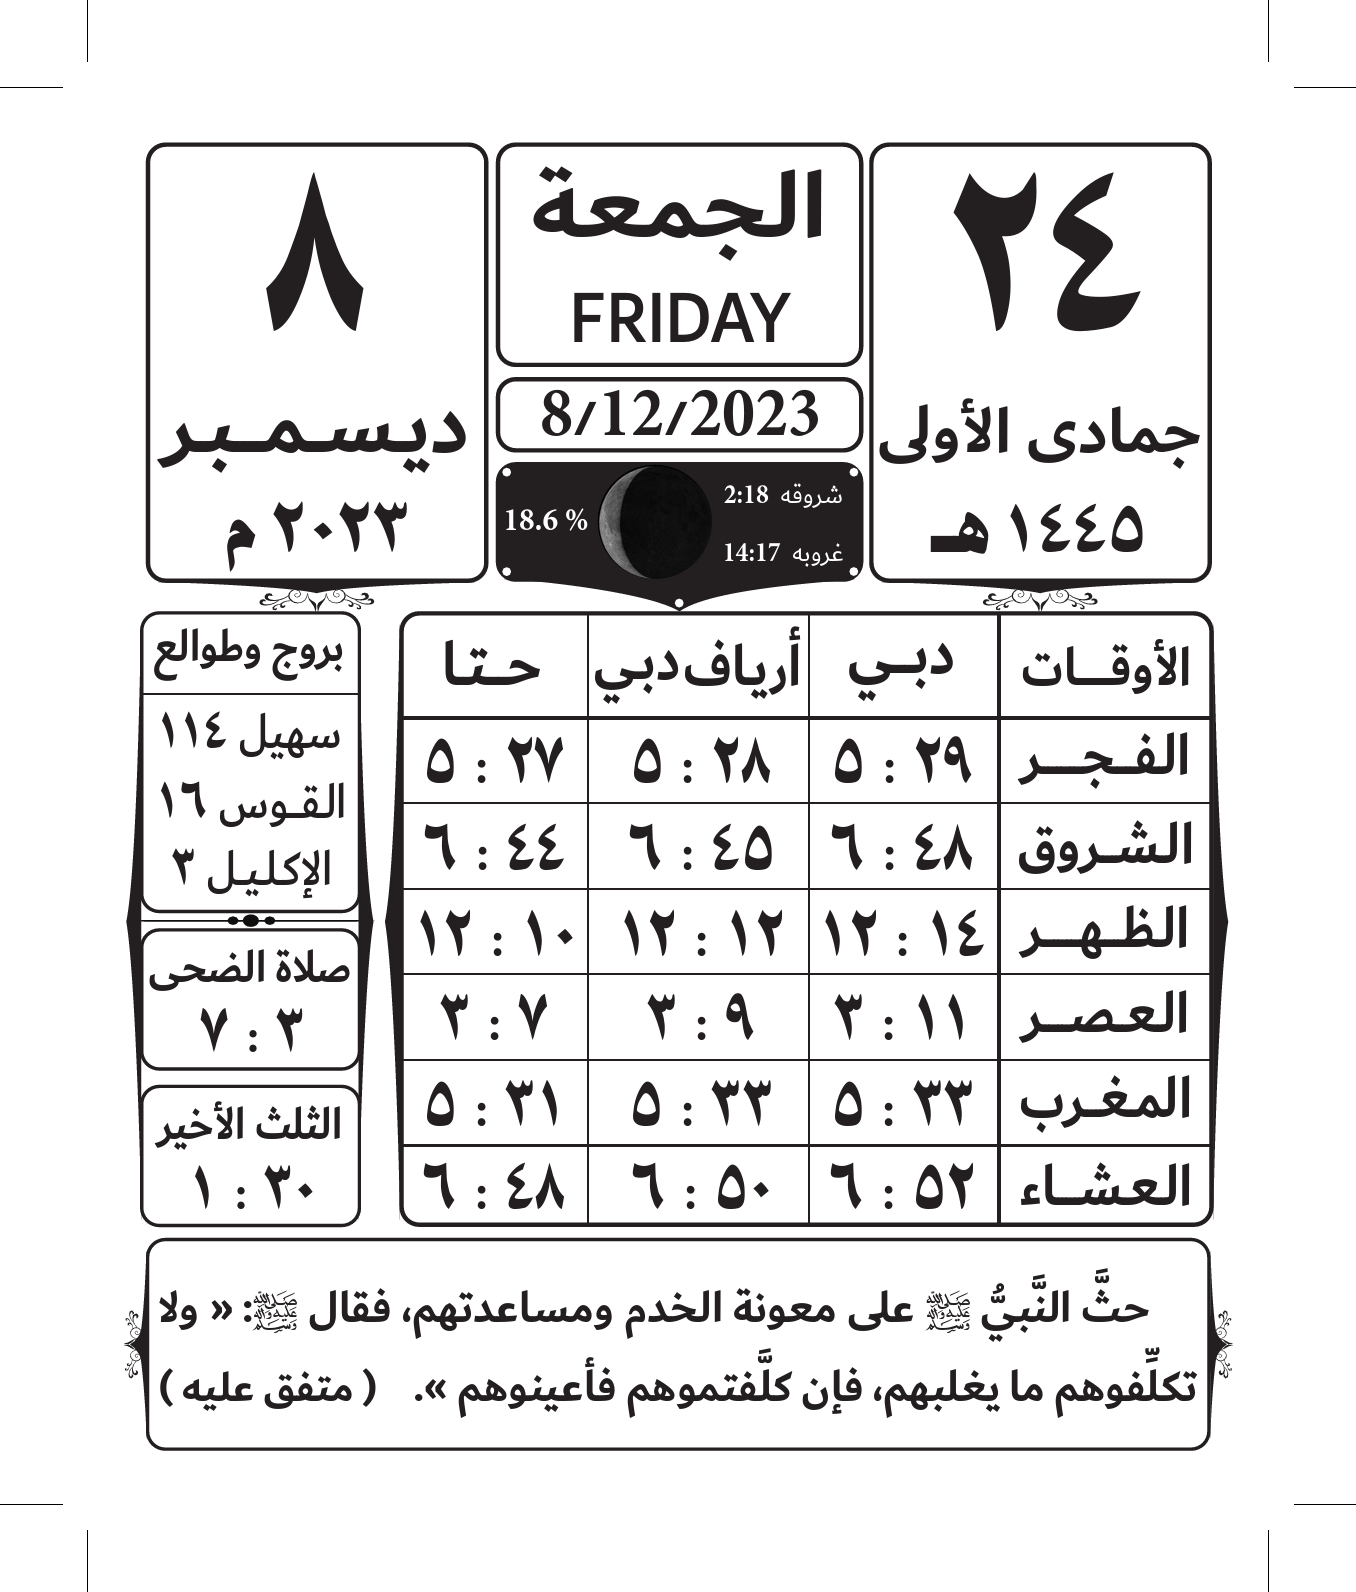 ٢٤
جمادى الأولى
١٤٤٥ هـ
الجمعة
FRIDAY
8/12/2023
شروقه 2:18
غروبه 14:17
18.6 %
٨
ديسمبر
٢٠٢٣ م
الأوقات دبي أرياف دبي حتا
الفجر ٥ : ٢٩ ٥ : ٢٨ ٥ : ٢٧
الشروق ٦ : ٤٨ ٦ : ٤٥ ٦ : ٤٤
الظهر ١٢ : ١٤ ١٢ : ١٢ ١٢ : ١٠
العصر ٣ : ١١ ٣ : ٩ ٣ : ٧
المغرب ٥ : ٣٣ ٥ : ٣٣ ٥ : ٣١
العشاء ٦ : ٥٢ ٦ : ٥٠ ٦ : ٤٨
بروج وطوالع
سهيل ١١٤
القوس ١٦
الإكليل ٣
صلاة الضحى
٧ : ٣
الثلث الأخير
١ : ٣٠
حثَّ النَّبيُّ ﷺ على معونة الخدم ومساعدتهم، فقال ﷺ: « ولا
تكلِّفوهم ما يغلبهم، فإن كلَّفتموهم فأعينوهم ». ( متفق عليه )